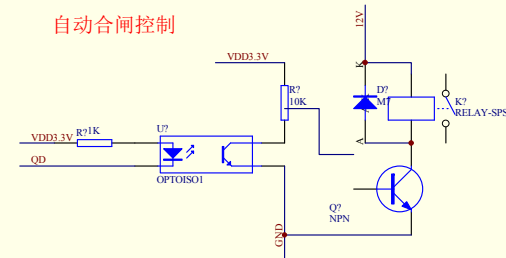 自动合闸控制
12V
VDD3.3V
K
R?
10K
D?
K?
RELAY-SPS
VDD3.3V
R?1K
U?
A
QD
OPTOISO1
Q?
NPN
GND